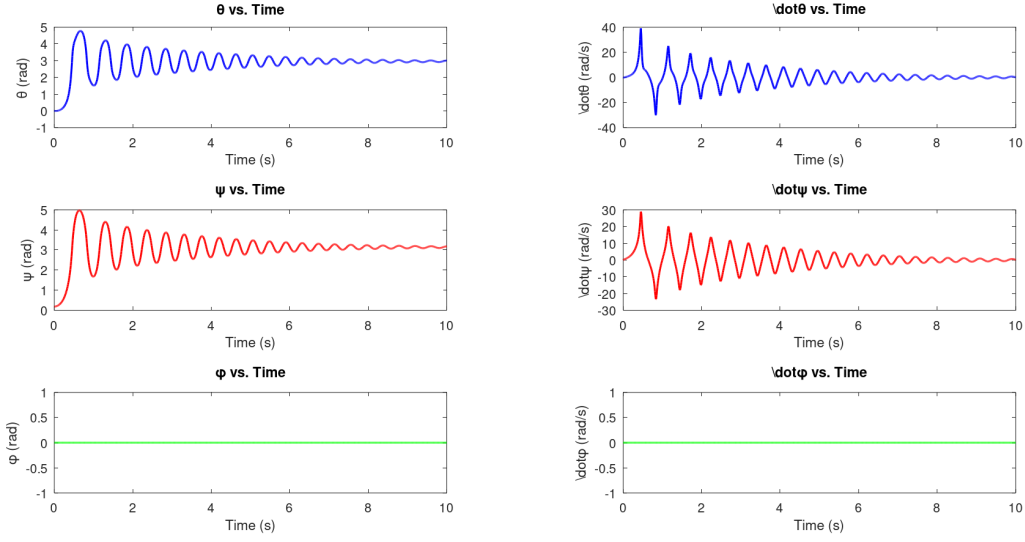 θ vs. Time
5
4
3
2
1
0
-1
θ (rad)
0 2 4 6 8 10
Time (s)
\dotθ vs. Time
40
20
0
-20
-40
\dotθ (rad/s)
0 2 4 6 8 10
Time (s)
ψ vs. Time
5
4
3
2
1
0
ψ (rad)
0 2 4 6 8 10
Time (s)
\dotψ vs. Time
30
20
10
0
-10
-20
-30
\dotψ (rad/s)
0 2 4 6 8 10
Time (s)
φ vs. Time
1
0.5
0
-0.5
-1
φ (rad)
0 2 4 6 8 10
Time (s)
\dotφ vs. Time
1
0.5
0
-0.5
-1
\dotφ (rad/s)
0 2 4 6 8 10
Time (s)